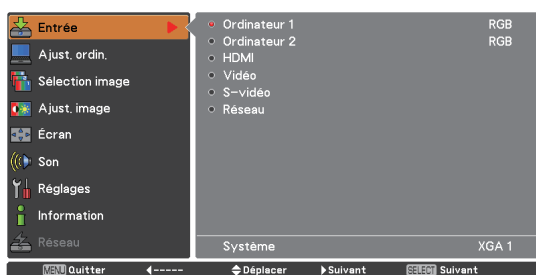 Entrée
Ajust. ordin.
Sélection image
Ajust. image
Écran
Son
Réglages
Information
Réseau
Ordinateur 1 RGB
Ordinateur 2 RGB
HDMI
Vidéo
S-vidéo
Réseau
Système XGA 1
MENU Quitter ◀----- Déplacer Suivant SELECT Suivant